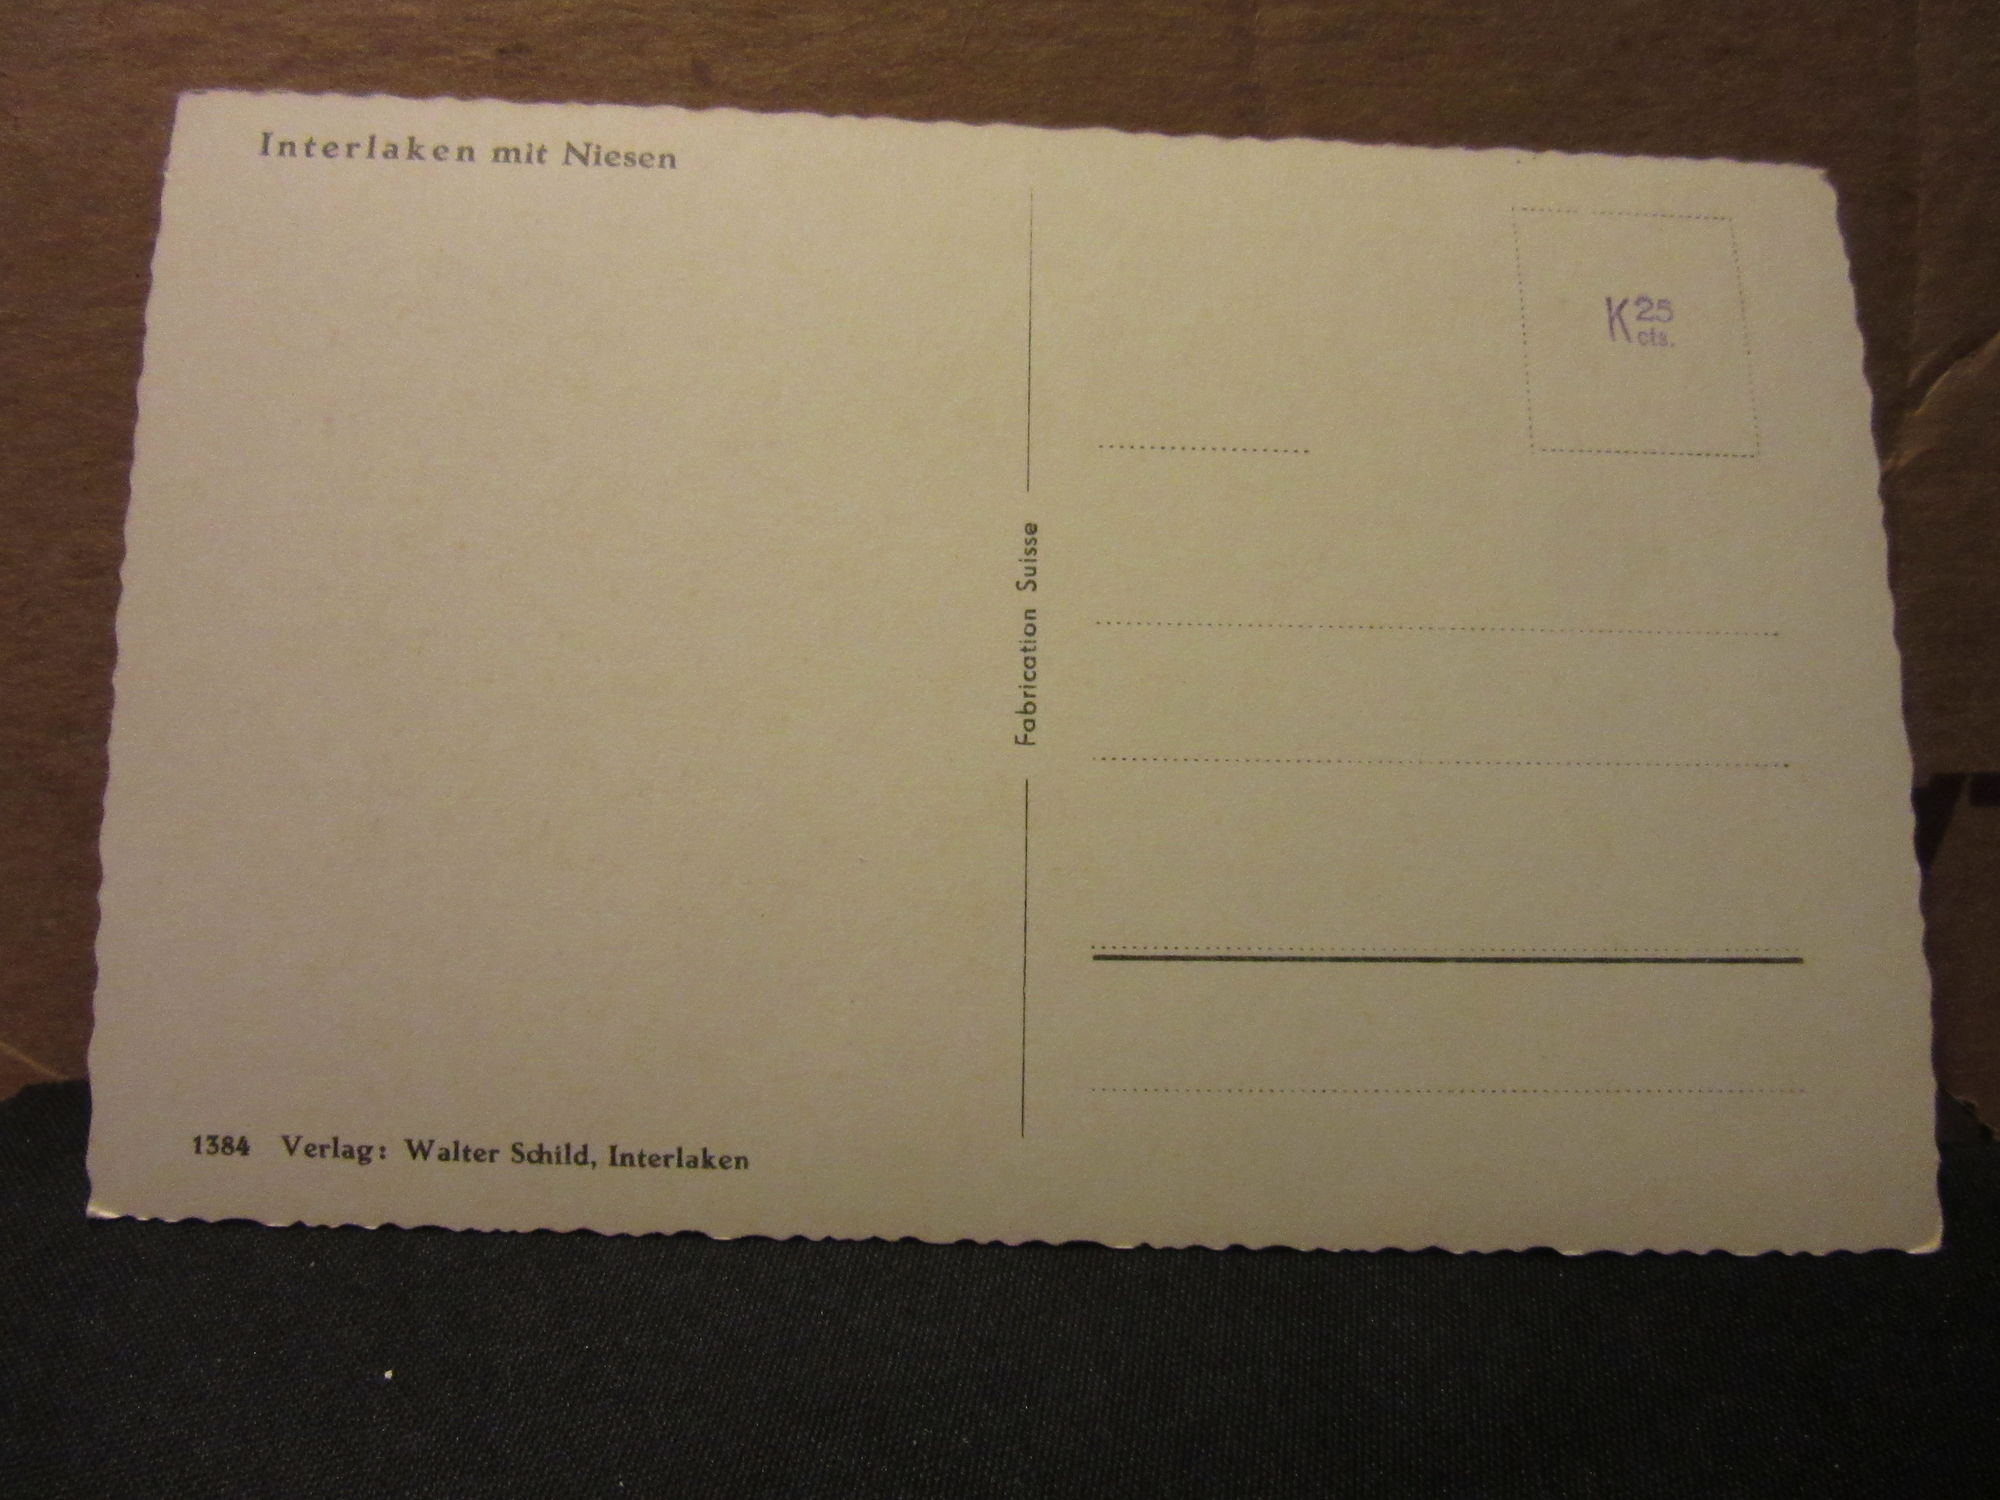 Interlaken mit Niesen
K 25
cts.
Fabrication Suisse
1384 Verlag: Walter Schild, Interlaken